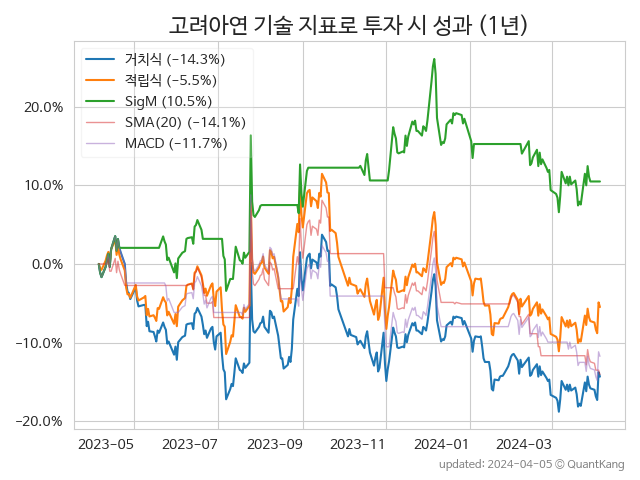 고려아연 기술 지표로 투자 시 성과 (1년)
거치식 (−14.3%)
적립식 (−5.5%)
SigM (10.5%)
SMA(20) (−14.1%)
MACD (−11.7%)
20.0%
10.0%
0.0%
−10.0%
−20.0%
2023-05 2023-07 2023-09 2023-11 2024-01 2024-03
updated: 2024-04-05 © QuantKang